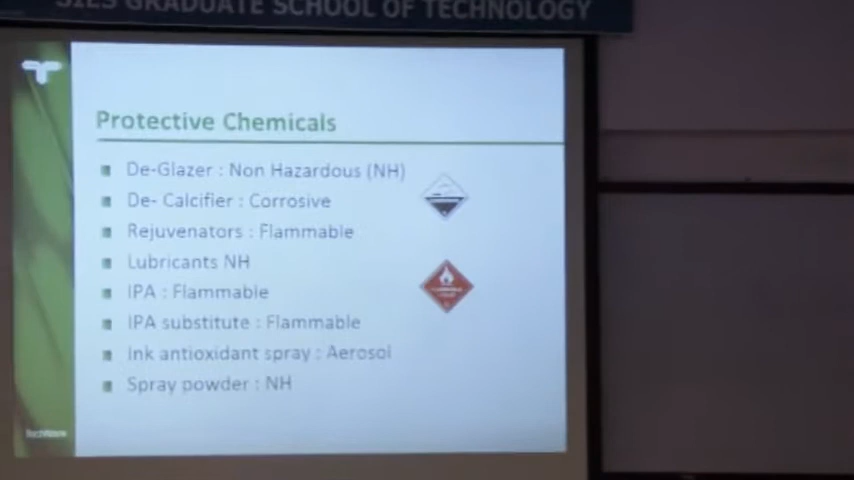 SIES GRADUATE SCHOOL OF TECHNOLOGY
Protective Chemicals
De-Glazer : Non Hazardous (NH)
De- Calcifier : Corrosive
Rejuvenators : Flammable
Lubricants NH
IPA : Flammable
IPA substitute : Flammable
Ink antioxidant spray : Aerosol
Spray powder : NH